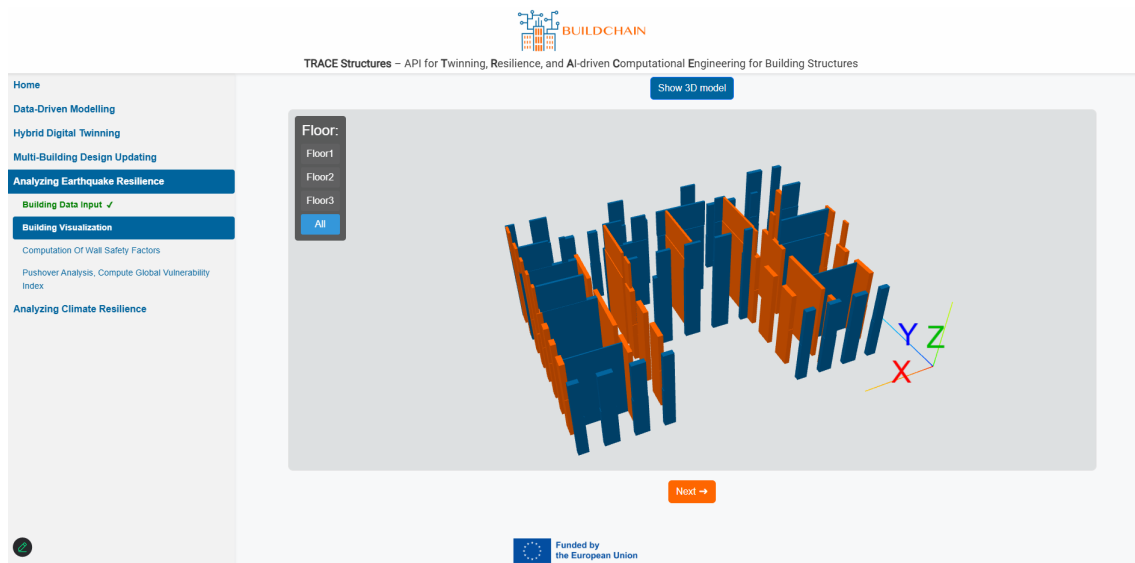 BUILDCHAIN
TRACE Structures – API for Twinning, Resilience, and AI-driven Computational Engineering for Building Structures
Home
Data-Driven Modelling
Hybrid Digital Twinning
Multi-Building Design Updating
Analyzing Earthquake Resilience
Building Data Input ✓
Building Visualization
Computation Of Wall Safety Factors
Pushover Analysis, Compute Global Vulnerability
Index
Analyzing Climate Resilience
Show 3D model
Floor:
Floor1
Floor2
Floor3
All
Y
Z
X
Next ➔
Funded by
the European Union